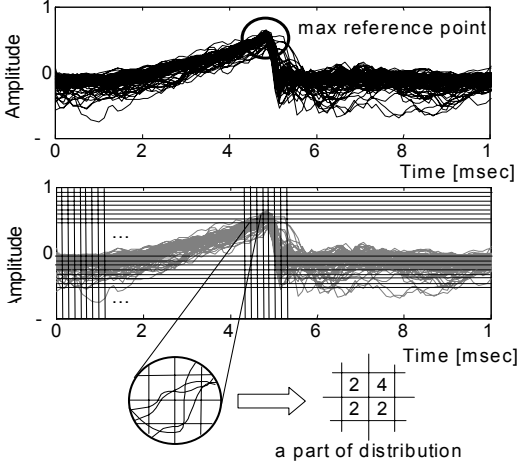 1
max reference point
Amplitude
0
-
0 2 4 6 8 1
Time [msec]
1
Amplitude
0
...
...
-
0 2 4 6 8 1
Time [msec]
2 4
2 2
a part of distribution